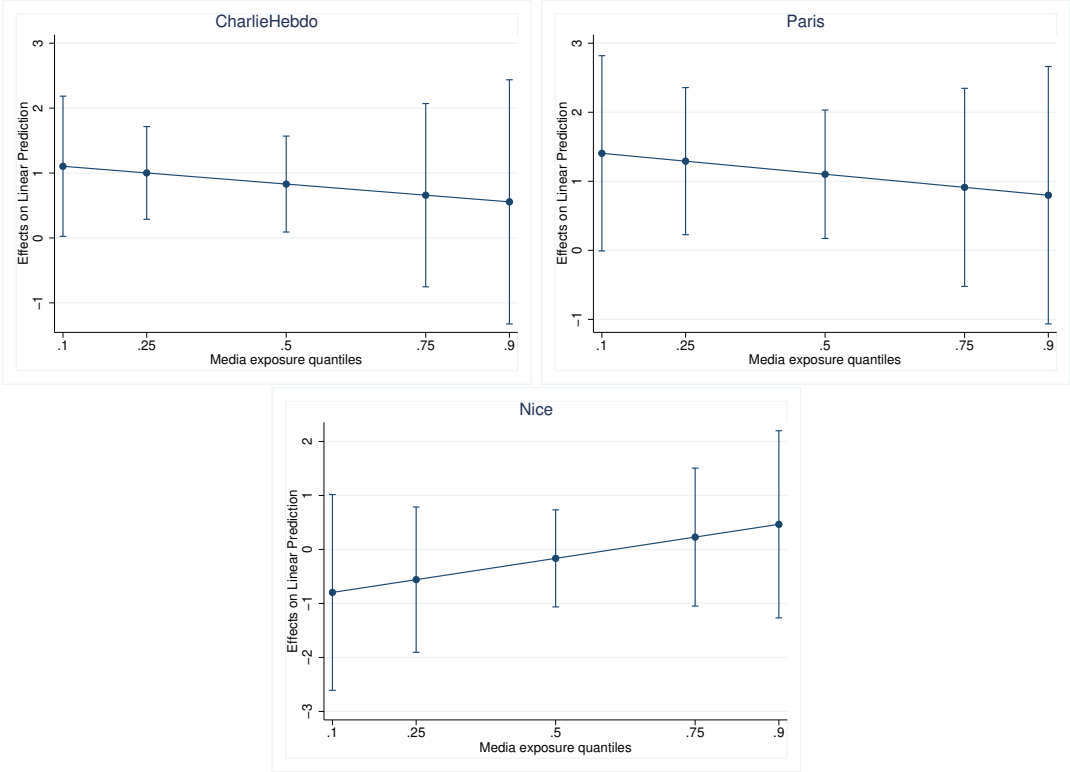 CharlieHebdo
Effects on Linear Prediction
3
2
1
0
−1
.1 .25 .5 .75 .9
Media exposure quantiles
Paris
Effects on Linear Prediction
3
2
1
0
−1
.1 .25 .5 .75 .9
Media exposure quantiles
Nice
Effects on Linear Prediction
2
1
0
−1
−2
−3
.1 .25 .5 .75 .9
Media exposure quantiles